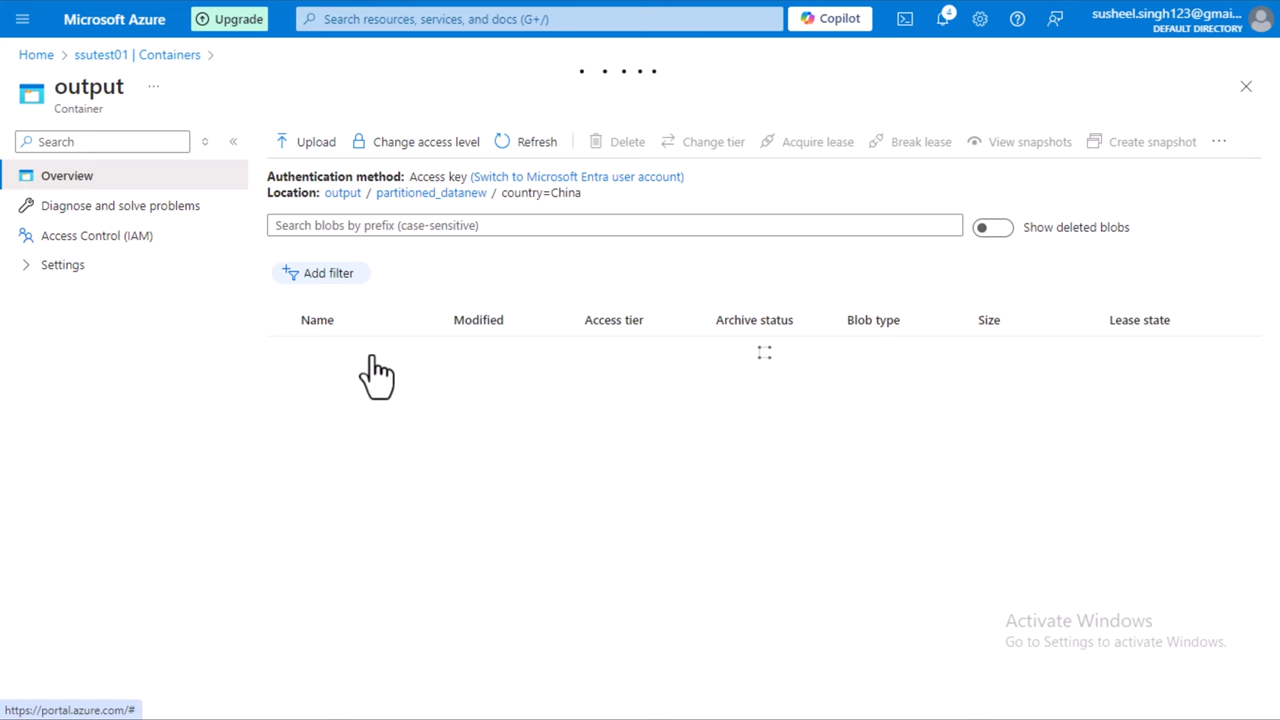 Microsoft Azure
Upgrade
Search resources, services, and docs (G+/)
Copilot
4
susheel.singh123@gmai...
DEFAULT DIRECTORY
Home > ssutest01 | Containers >
output ...
Container
Search
Upload
Change access level
Refresh
Delete
Change tier
Acquire lease
Break lease
View snapshots
Create snapshot
...
Overview
Diagnose and solve problems
Access Control (IAM)
Settings
Authentication method: Access key (Switch to Microsoft Entra user account)
Location: output / partitioned_datanew / country=China
Search blobs by prefix (case-sensitive)
Show deleted blobs
Add filter
Name Modified Access tier Archive status Blob type Size Lease state
Activate Windows
Go to Settings to activate Windows.
https://portal.azure.com/#